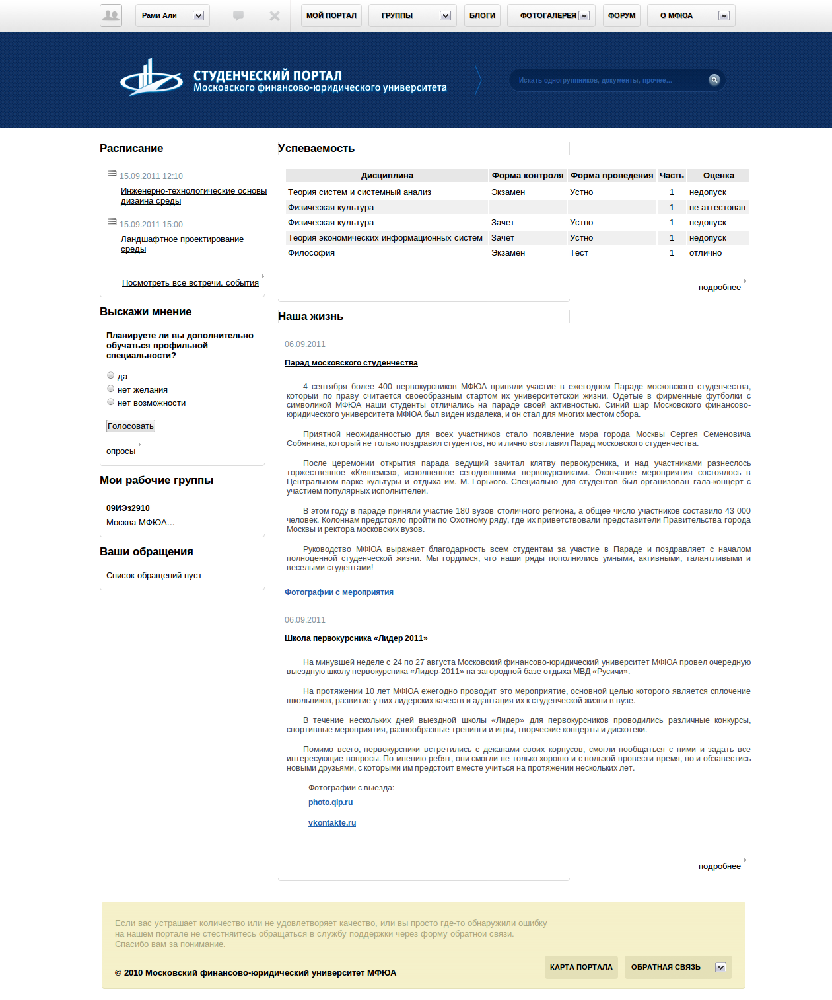 Рами Али
МОЙ ПОРТАЛ
ГРУППЫ
БЛОГИ
ФОТОГАЛЕРЕЯ
ФОРУМ
О МФЮА
СТУДЕНЧЕСКИЙ ПОРТАЛ
Московского финансово-юридического университета
Искать одногруппников, документы, прочее...
Расписание
15.09.2011 12:10
Инженерно-технологические основы
дизайна среды
15.09.2011 15:00
Ландшафтное проектирование
среды
Посмотреть все встречи, события
Выскажи мнение
Планируете ли вы дополнительно
обучаться профильной
специальности?
да
нет желания
нет возможности
Голосовать
опросы
Мои рабочие группы
09ИЭз2910
Москва МФЮА...
Ваши обращения
Список обращений пуст
Успеваемость
Дисциплина Форма контроля Форма проведения Часть Оценка
Теория систем и системный анализ Экзамен Устно 1 недопуск
Физическая культура 1 не аттестован
Физическая культура Зачет Устно 1 недопуск
Теория экономических информационных систем Зачет Устно 1 недопуск
Философия Экзамен Тест 1 отлично
подробнее
Наша жизнь
06.09.2011
Парад московского студенчества
4 сентября более 400 первокурсников МФЮА приняли участие в ежегодном Параде московского студенчества,
который по праву считается своеобразным стартом их университетской жизни. Одетые в фирменные футболки с
символикой МФЮА наши студенты отличались на параде своей активностью. Синий шар Московского финансово-
юридического университета МФЮА был виден издалека, и он стал для многих местом сбора.
Приятной неожиданностью для всех участников стало появление мэра города Москвы Сергея Семеновича
Собянина, который не только поздравил студентов, но и лично возглавил Парад московского студенчества.
После церемонии открытия парада ведущий зачитал клятву первокурсника, и над участниками разнеслось
торжественное «Клянемся», исполненное сегодняшними первокурсниками. Окончание мероприятия состоялось в
Центральном парке культуры и отдыха им. М. Горького. Специально для студентов был организован гала-концерт с
участием популярных исполнителей.
В этом году в параде приняли участие 180 вузов столичного региона, а общее число участников составило 43 000
человек. Колоннам предстояло пройти по Охотному ряду, где их приветствовали представители Правительства города
Москвы и ректора московских вузов.
Руководство МФЮА выражает благодарность всем студентам за участие в Параде и поздравляет с началом
полноценной студенческой жизни. Мы гордимся, что наши ряды пополнились умными, активными, талантливыми и
веселыми студентами!
Фотографии с мероприятия
06.09.2011
Школа первокурсника «Лидер 2011»
На минувшей неделе с 24 по 27 августа Московский финансово-юридический университет МФЮА провел очередную
выездную школу первокурсника «Лидер-2011» на загородной базе отдыха МВД «Русичи».
На протяжении 10 лет МФЮА ежегодно проводит это мероприятие, основной целью которого является сплочение
школьников, развитие у них лидерских качеств и адаптация их к студенческой жизни в вузе.
В течение нескольких дней выездной школы «Лидер» для первокурсников проводились различные конкурсы,
спортивные мероприятия, разнообразные тренинги и игры, творческие концерты и дискотеки.
Помимо всего, первокурсники встретились с деканами своих корпусов, смогли пообщаться с ними и задать все
интересующие вопросы. По мнению ребят, они смогли не только хорошо и с пользой провести время, но и обзавестись
новыми друзьями, с которыми им предстоит вместе учиться на протяжении нескольких лет.
Фотографии с выезда:
photo.qip.ru
vkontakte.ru
подробнее
Если вас устрашает количество или не удовлетворяет качество, или вы просто где-то обнаружили ошибку
на нашем портале не стестняйтесь обращаться в службу поддержки через форму обратной связи.
Спасибо вам за понимание.
© 2010 Московский финансово-юридический университет МФЮА
КАРТА ПОРТАЛА
ОБРАТНАЯ СВЯЗЬ